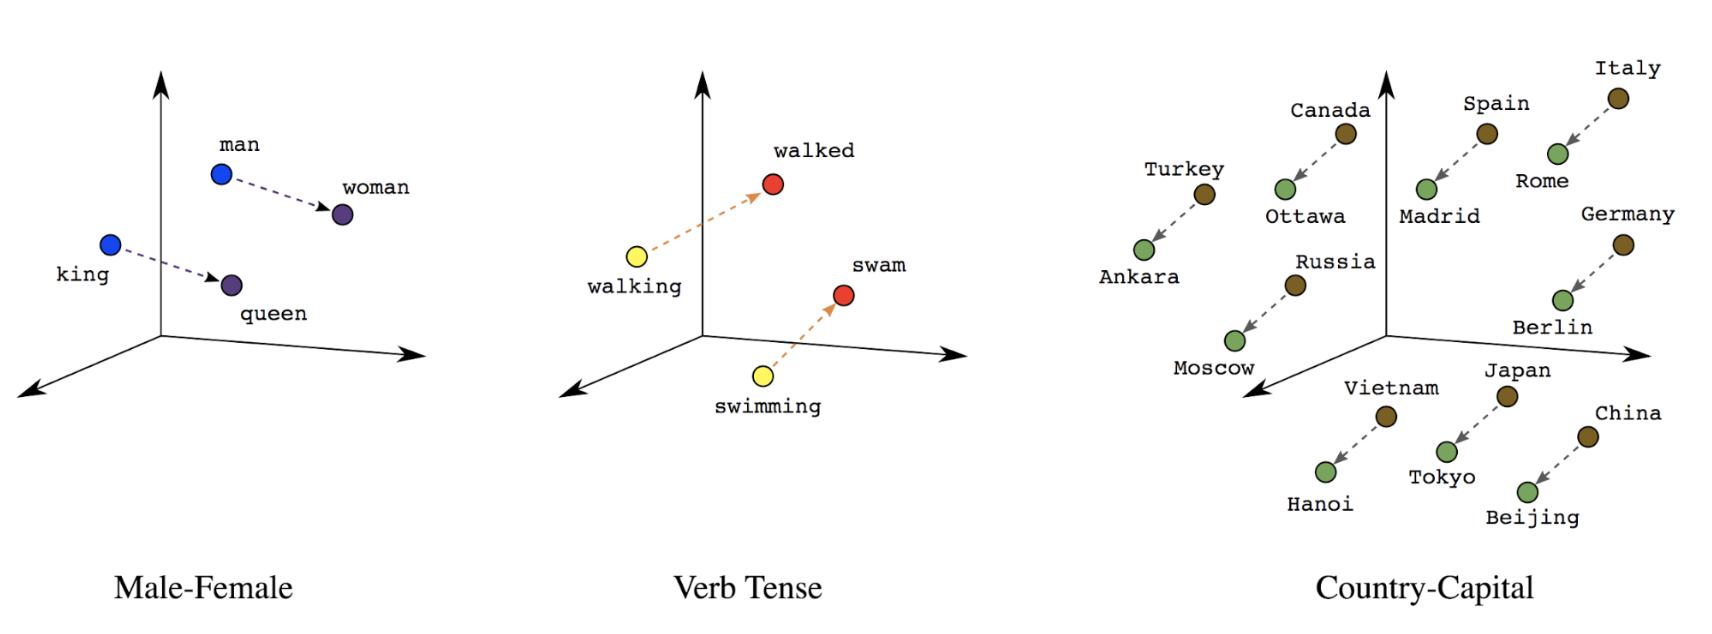 man
woman
king
queen
Male-Female
walked
walking
swam
swimming
Verb Tense
Italy
Canada
Spain
Turkey
Rome
Ottawa
Madrid
Germany
Ankara
Russia
Berlin
Moscow
Japan
Vietnam
China
Tokyo
Hanoi
Beijing
Country-Capital